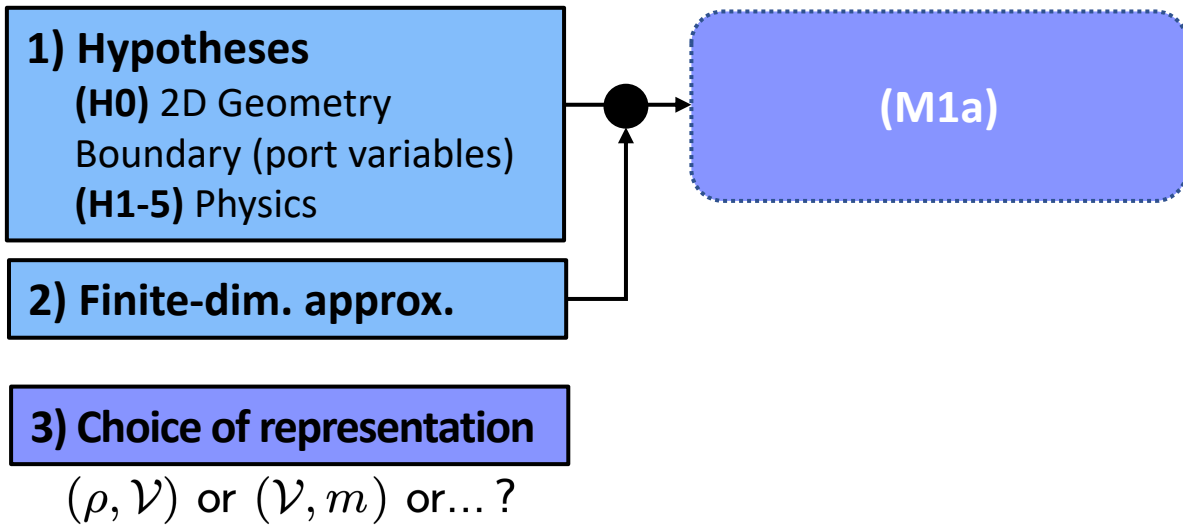 1) Hypotheses
(H0) 2D Geometry
Boundary (port variables)
(H1-5) Physics
(M1a)
2) Finite-dim. approx.
3) Choice of representation
(ρ, 𝒱) or (𝒱, m) or... ?